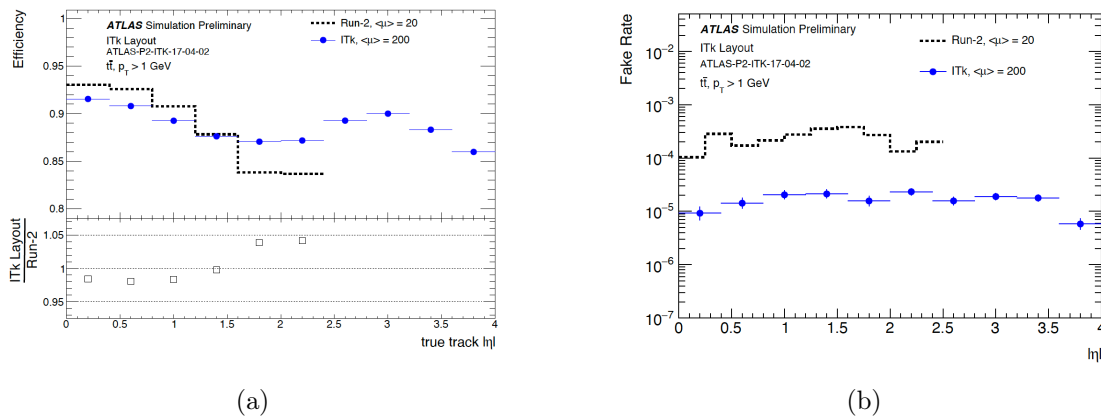 ATLAS Simulation Preliminary
ITk Layout
ATLAS-P2-ITK-17-04-02
tt̄, p_T > 1 GeV
Run-2, <μ> = 20
ITk, <μ> = 200
Efficiency
1
0.95
0.9
0.85
0.8
ITk Layout
Run-2
1.05
1
0.95
0 0.5 1 1.5 2 2.5 3 3.5 4
true track |η|
(a)
ATLAS Simulation Preliminary
ITk Layout
ATLAS-P2-ITK-17-04-02
tt̄, p_T > 1 GeV
Run-2, <μ> = 20
ITk, <μ> = 200
Fake Rate
10⁻²
10⁻³
10⁻⁴
10⁻⁵
10⁻⁶
10⁻⁷
0 0.5 1 1.5 2 2.5 3 3.5 4
|η|
(b)